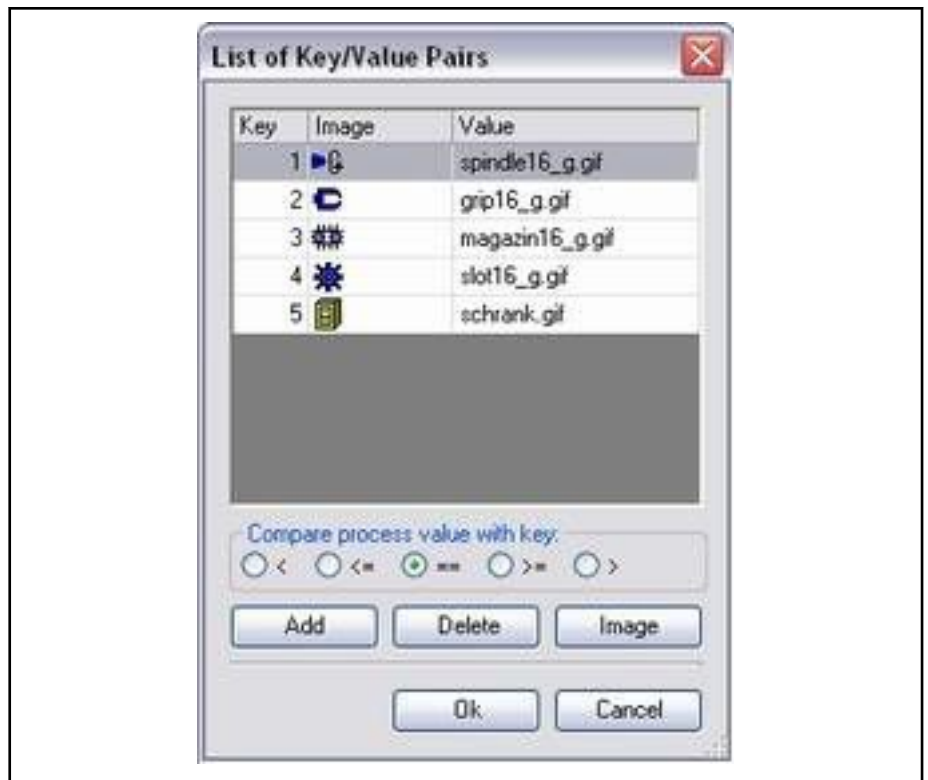 List of Key/Value Pairs
Key Image Value
1 spindle16_g.gif
2 grip16_g.gif
3 magazin16_g.gif
4 slot16_g.gif
5 schrank.gif
Compare process value with key:
< <= == >= >
Add Delete Image
Ok Cancel